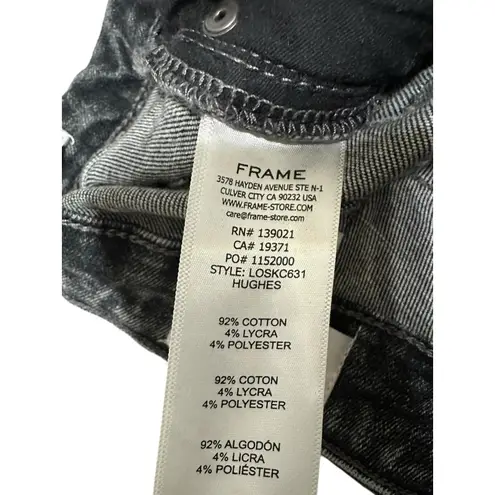 FRAME
3578 HAYDEN AVENUE STE N-1
CULVER CITY CA 90232 USA
WWW.FRAME-STORE.COM
care@frame-store.com
RN# 139021
CA# 19371
PO# 1152000
STYLE: LOSKC631
HUGHES
92% COTTON
4% LYCRA
4% POLYESTER
92% COTON
4% LYCRA
4% POLYESTER
92% ALGODÓN
4% LICRA
4% POLIÉSTER